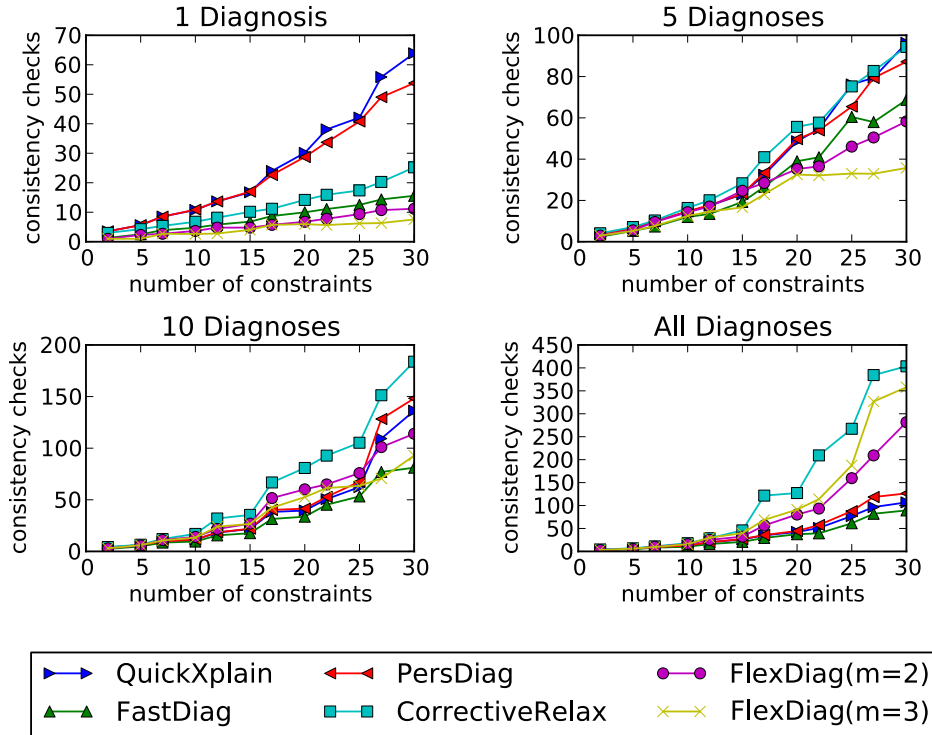 1 Diagnosis
70
60
50
40
30
20
10
0
consistency checks
0 5 10 15 20 25 30
number of constraints
5 Diagnoses
100
80
60
40
20
0
consistency checks
0 5 10 15 20 25 30
number of constraints
10 Diagnoses
200
150
100
50
0
consistency checks
0 5 10 15 20 25 30
number of constraints
All Diagnoses
450
400
350
300
250
200
150
100
50
0
consistency checks
0 5 10 15 20 25 30
number of constraints
QuickXplain PersDiag FlexDiag(m=2)
FastDiag CorrectiveRelax FlexDiag(m=3)